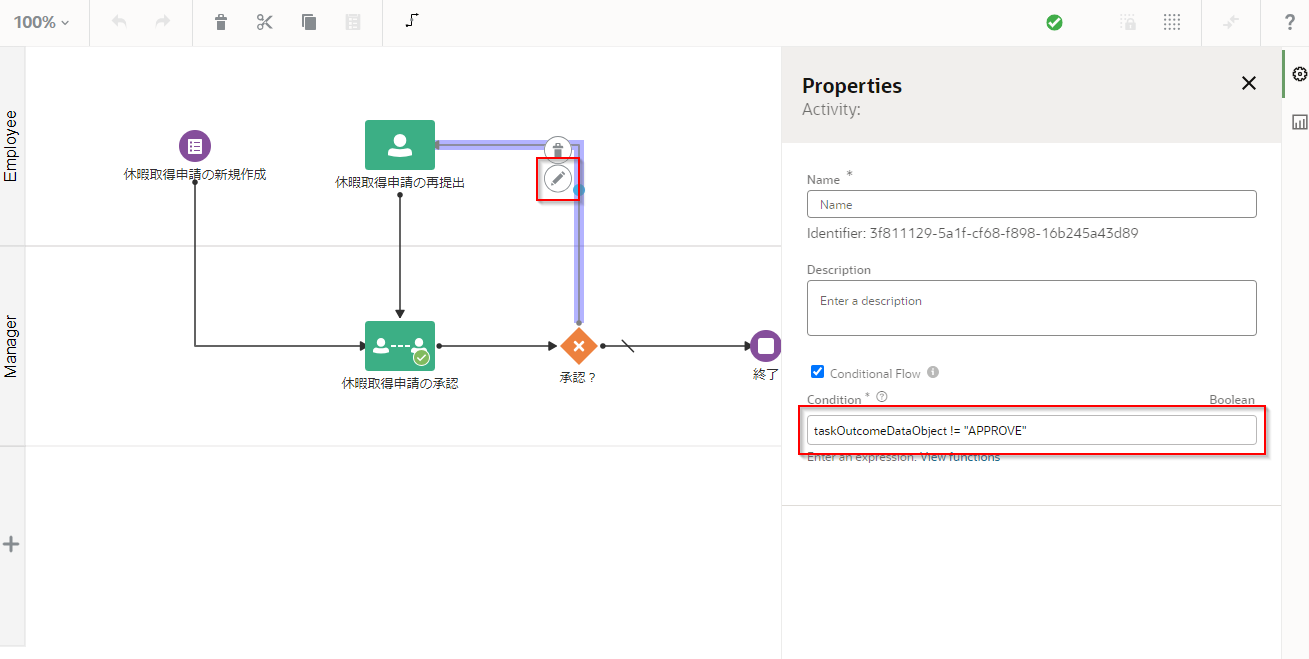 100%
?
Employee
休暇取得申請の新規作成
休暇取得申請の再提出
Manager
休暇取得申請の承認
承認？
終了
Properties
Activity:
Name *
Name
Identifier: 3f811129-5a1f-cf68-f898-16b245a43d89
Description
Enter a description
Conditional Flow
Condition * ?
Boolean
taskOutcomeDataObject != "APPROVE"
Enter an expression. View functions